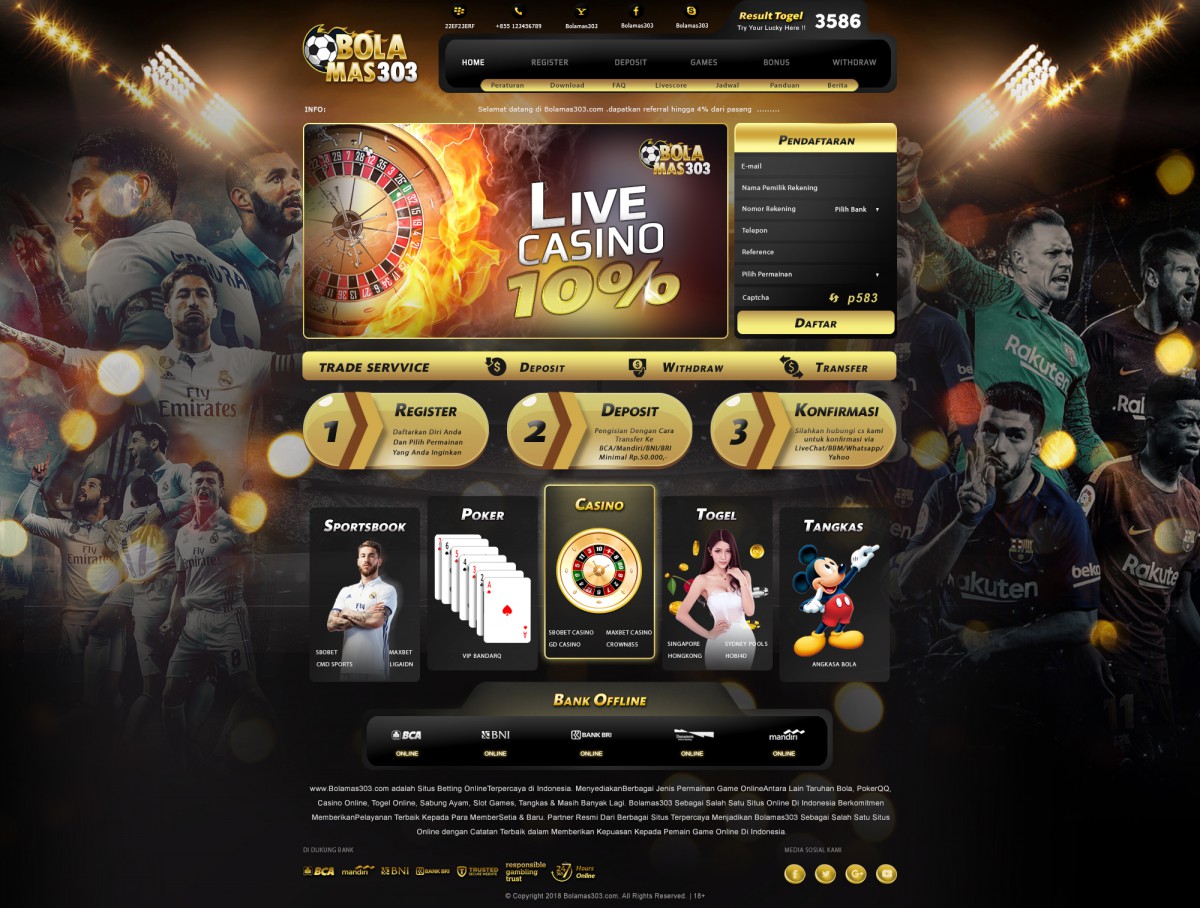 22EF2JERF
+855 123456789
Bolamas303
Bolamas303
Bolamas303
Result Togel
Try Your Lucky Here !!
3586
BOLA
MAS303
HOME
REGISTER
DEPOSIT
GAMES
BONUS
WITHDRAW
Peraturan
Download
FAQ
Livescore
Jadwal
Panduan
Berita
INFO:
Selamat datang di Bolamas303.com .dapatkan referral hingga 4% dari pasang .........
BOLA
MAS303
LIVE
CASINO
10%
PENDAFTARAN
E-mail
Nama Pemilik Rekening
Nomor Rekening
Pilih Bank
Telepon
Reference
Pilih Permainan
Captcha
p583
DAFTAR
TRADE SERVVICE
DEPOSIT
WITHDRAW
TRANSFER
1
REGISTER
Daftarkan Diri Anda
Dan Pilih Permainan
Yang Anda Inginkan
2
DEPOSIT
Pengisian Dengan Cara
Transfer Ke
BCA/Mandiri/BNI/BRI
Minimal Rp.50.000,-
3
KONFIRMASI
Silahkan hubungi cs kami
untuk konfirmasi via
LiveChat/BBM/Whatsapp/
Yahoo
SPORTSBOOK
SBOBET
MAXBET
CMD SPORTS
LIGAIDN
POKER
VIP BANDARQ
CASINO
SBOBET CASINO
MAXBET CASINO
GD CASINO
CROWN855
TOGEL
SINGAPORE
SYDNEY POOLS
HONGKONG
HOBI4D
TANGKAS
ANGKASA BOLA
Fly
Emirates
Rakuten
Rakuten
beko
BANK OFFLINE
BCA
BNI
BANK BRI
Danamon
mandiri
ONLINE
ONLINE
ONLINE
ONLINE
ONLINE
www.Bolamas303.com adalah Situs Betting OnlineTerpercaya di Indonesia. MenyediakanBerbagai Jenis Permainan Game OnlineAntara Lain Taruhan Bola, PokerQQ,
Casino Online, Togel Online, Sabung Ayam, Slot Games, Tangkas & Masih Banyak Lagi. Bolamas303 Sebagai Salah Satu Situs Online Di Indonesia Berkomitmen
MemberikanPelayanan Terbaik Kepada Para MemberSetia & Baru. Partner Resmi Dari Berbagai Situs Terpercaya Menjadikan Bolamas303 Sebagai Salah Satu Situs
Online dengan Catatan Terbaik dalam Memberikan Kepuasan Kepada Pemain Game Online Di Indonesia.
DI DUKUNG BANK
MEDIA SOSIAL KAMI
BCA
mandiri
BNI
BANK BRI
TRUSTED
SECURE WEBSITE
responsible
gambling
trust
24/7
Hours
Online
© Copyright 2018 Bolamas303.com. All Rights Reserved. | 18+